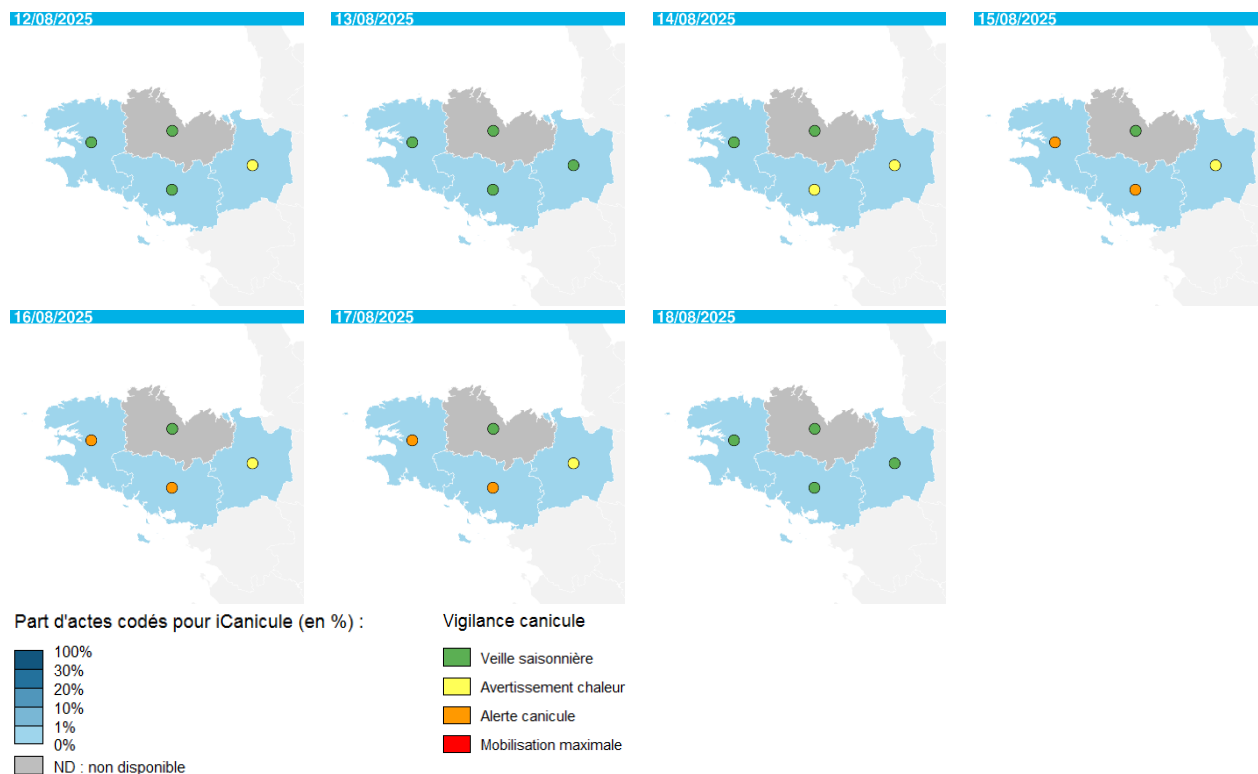 12/08/2025
13/08/2025
14/08/2025
15/08/2025
16/08/2025
17/08/2025
18/08/2025
Part d'actes codés pour iCanicule (en %) :
100%
30%
20%
10%
1%
0%
ND : non disponible
Vigilance canicule
Veille saisonnière
Avertissement chaleur
Alerte canicule
Mobilisation maximale